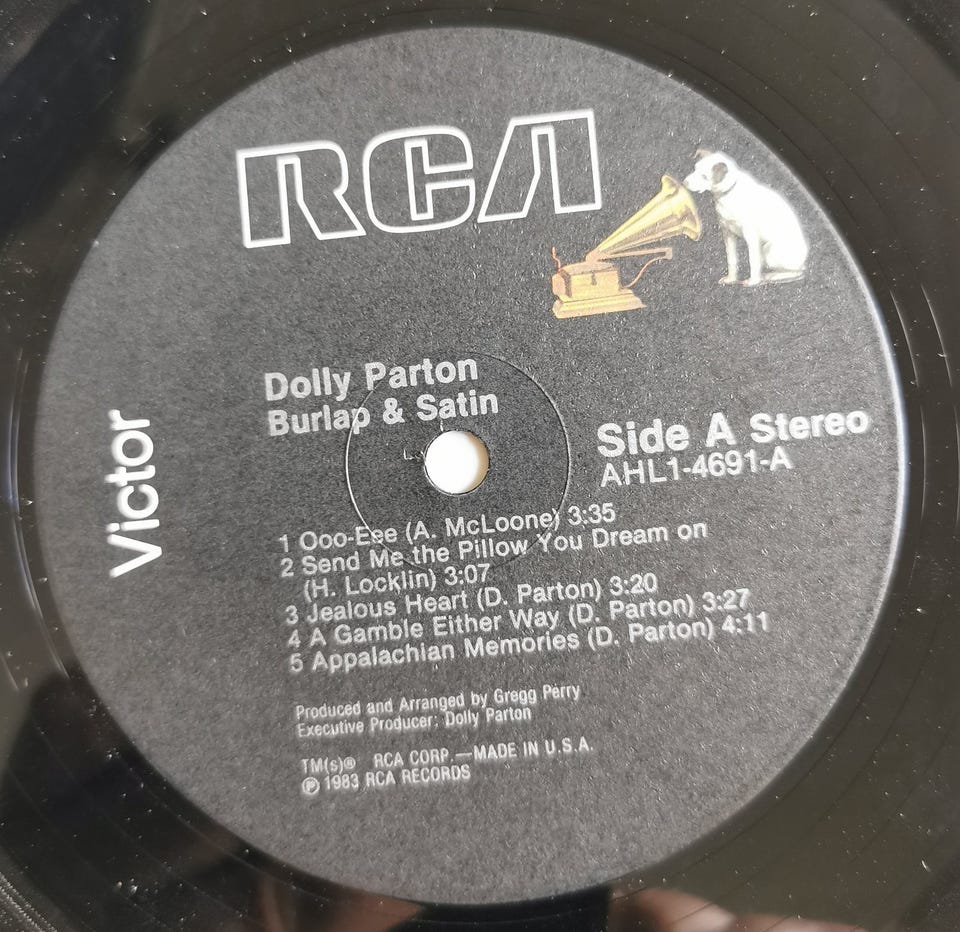 RCA
Victor
Dolly Parton
Burlap & Satin
Side A Stereo
AHL1-4691-A
1 Ooo-Eee (A. McLoone) 3:35
2 Send Me the Pillow You Dream on
(H. Locklin) 3:07
3 Jealous Heart (D. Parton) 3:20
4 A Gamble Either Way (D. Parton) 3:27
5 Appalachian Memories (D. Parton) 4:11
Produced and Arranged by Gregg Perry
Executive Producer: Dolly Parton
TM(s)® RCA CORP.—MADE IN U.S.A.
℗ 1983 RCA RECORDS